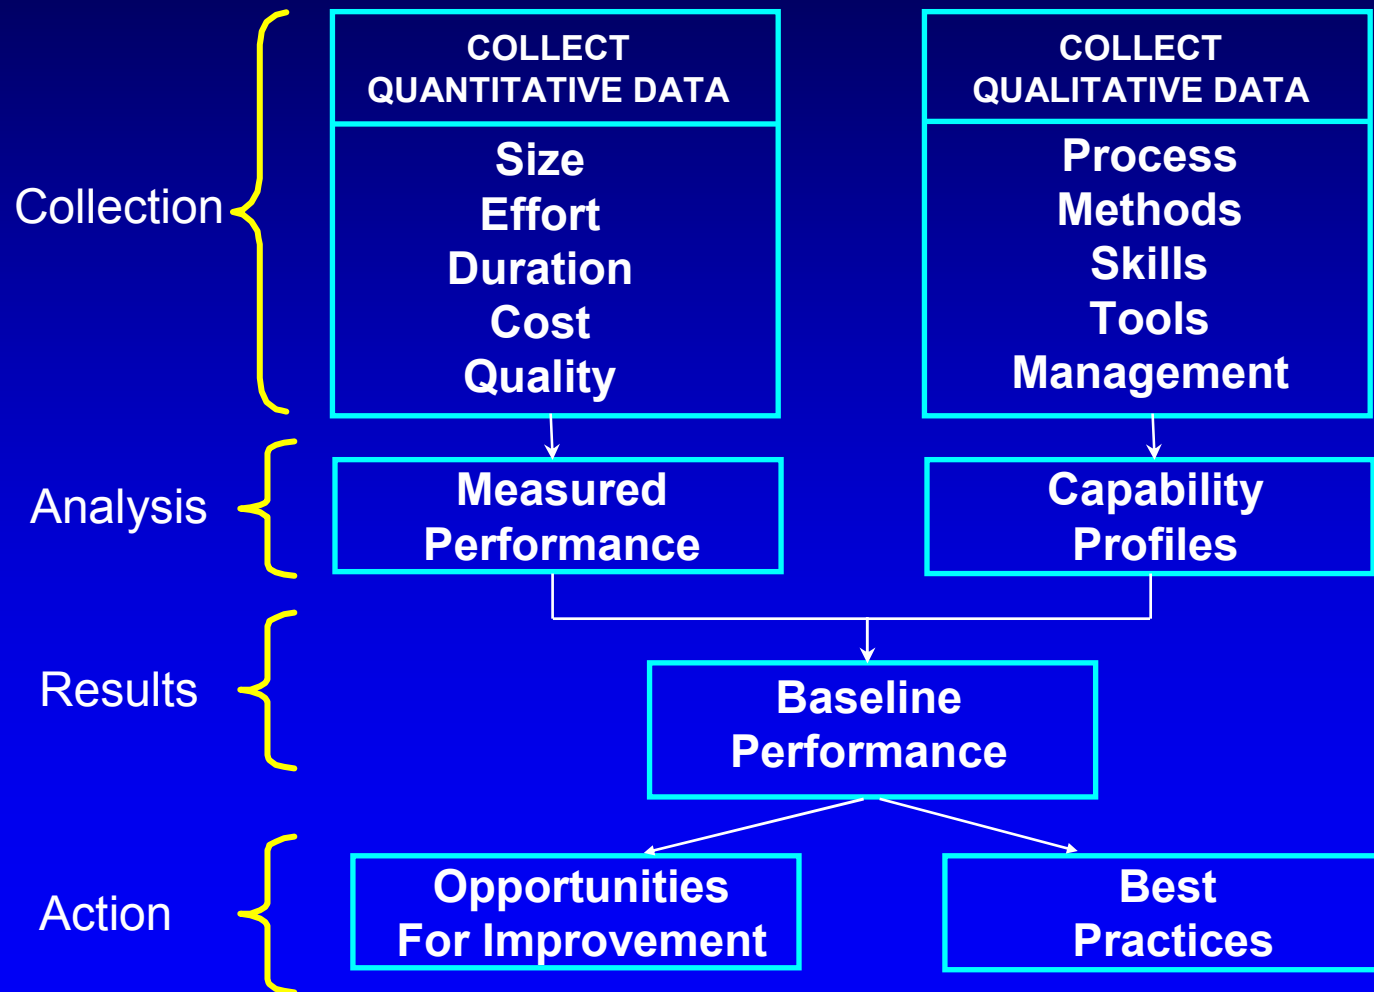 Collection
COLLECT
QUANTITATIVE DATA
Size
Effort
Duration
Cost
Quality
COLLECT
QUALITATIVE DATA
Process
Methods
Skills
Tools
Management
Analysis
Measured
Performance
Capability
Profiles
Results
Baseline
Performance
Action
Opportunities
For Improvement
Best
Practices